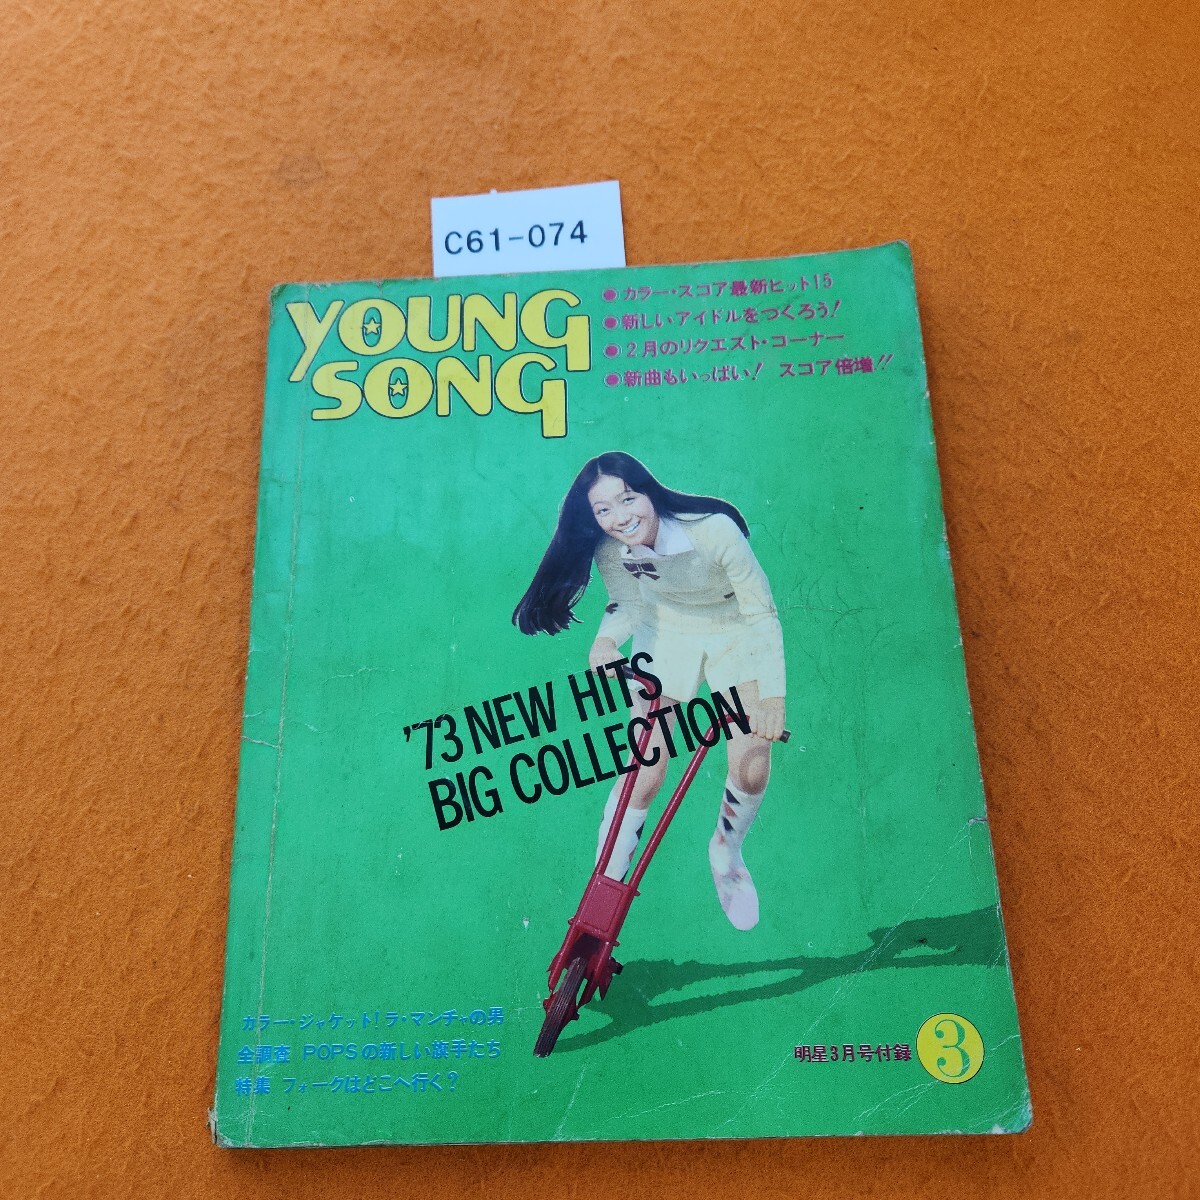 C61-074
YOUNG
SONG
●カラー・スコア最新ヒット15
●新しいアイドルをつくろう!
●2月のリクエスト・コーナー
●新曲もいっぱい! スコア倍増!!
'73 NEW HITS
BIG COLLECTION
カラー・ジャケット!ラ・マンチャの男
全調査 POPSの新しい旗手たち
特集 フォークはどこへ行く?
明星3月号付録
3